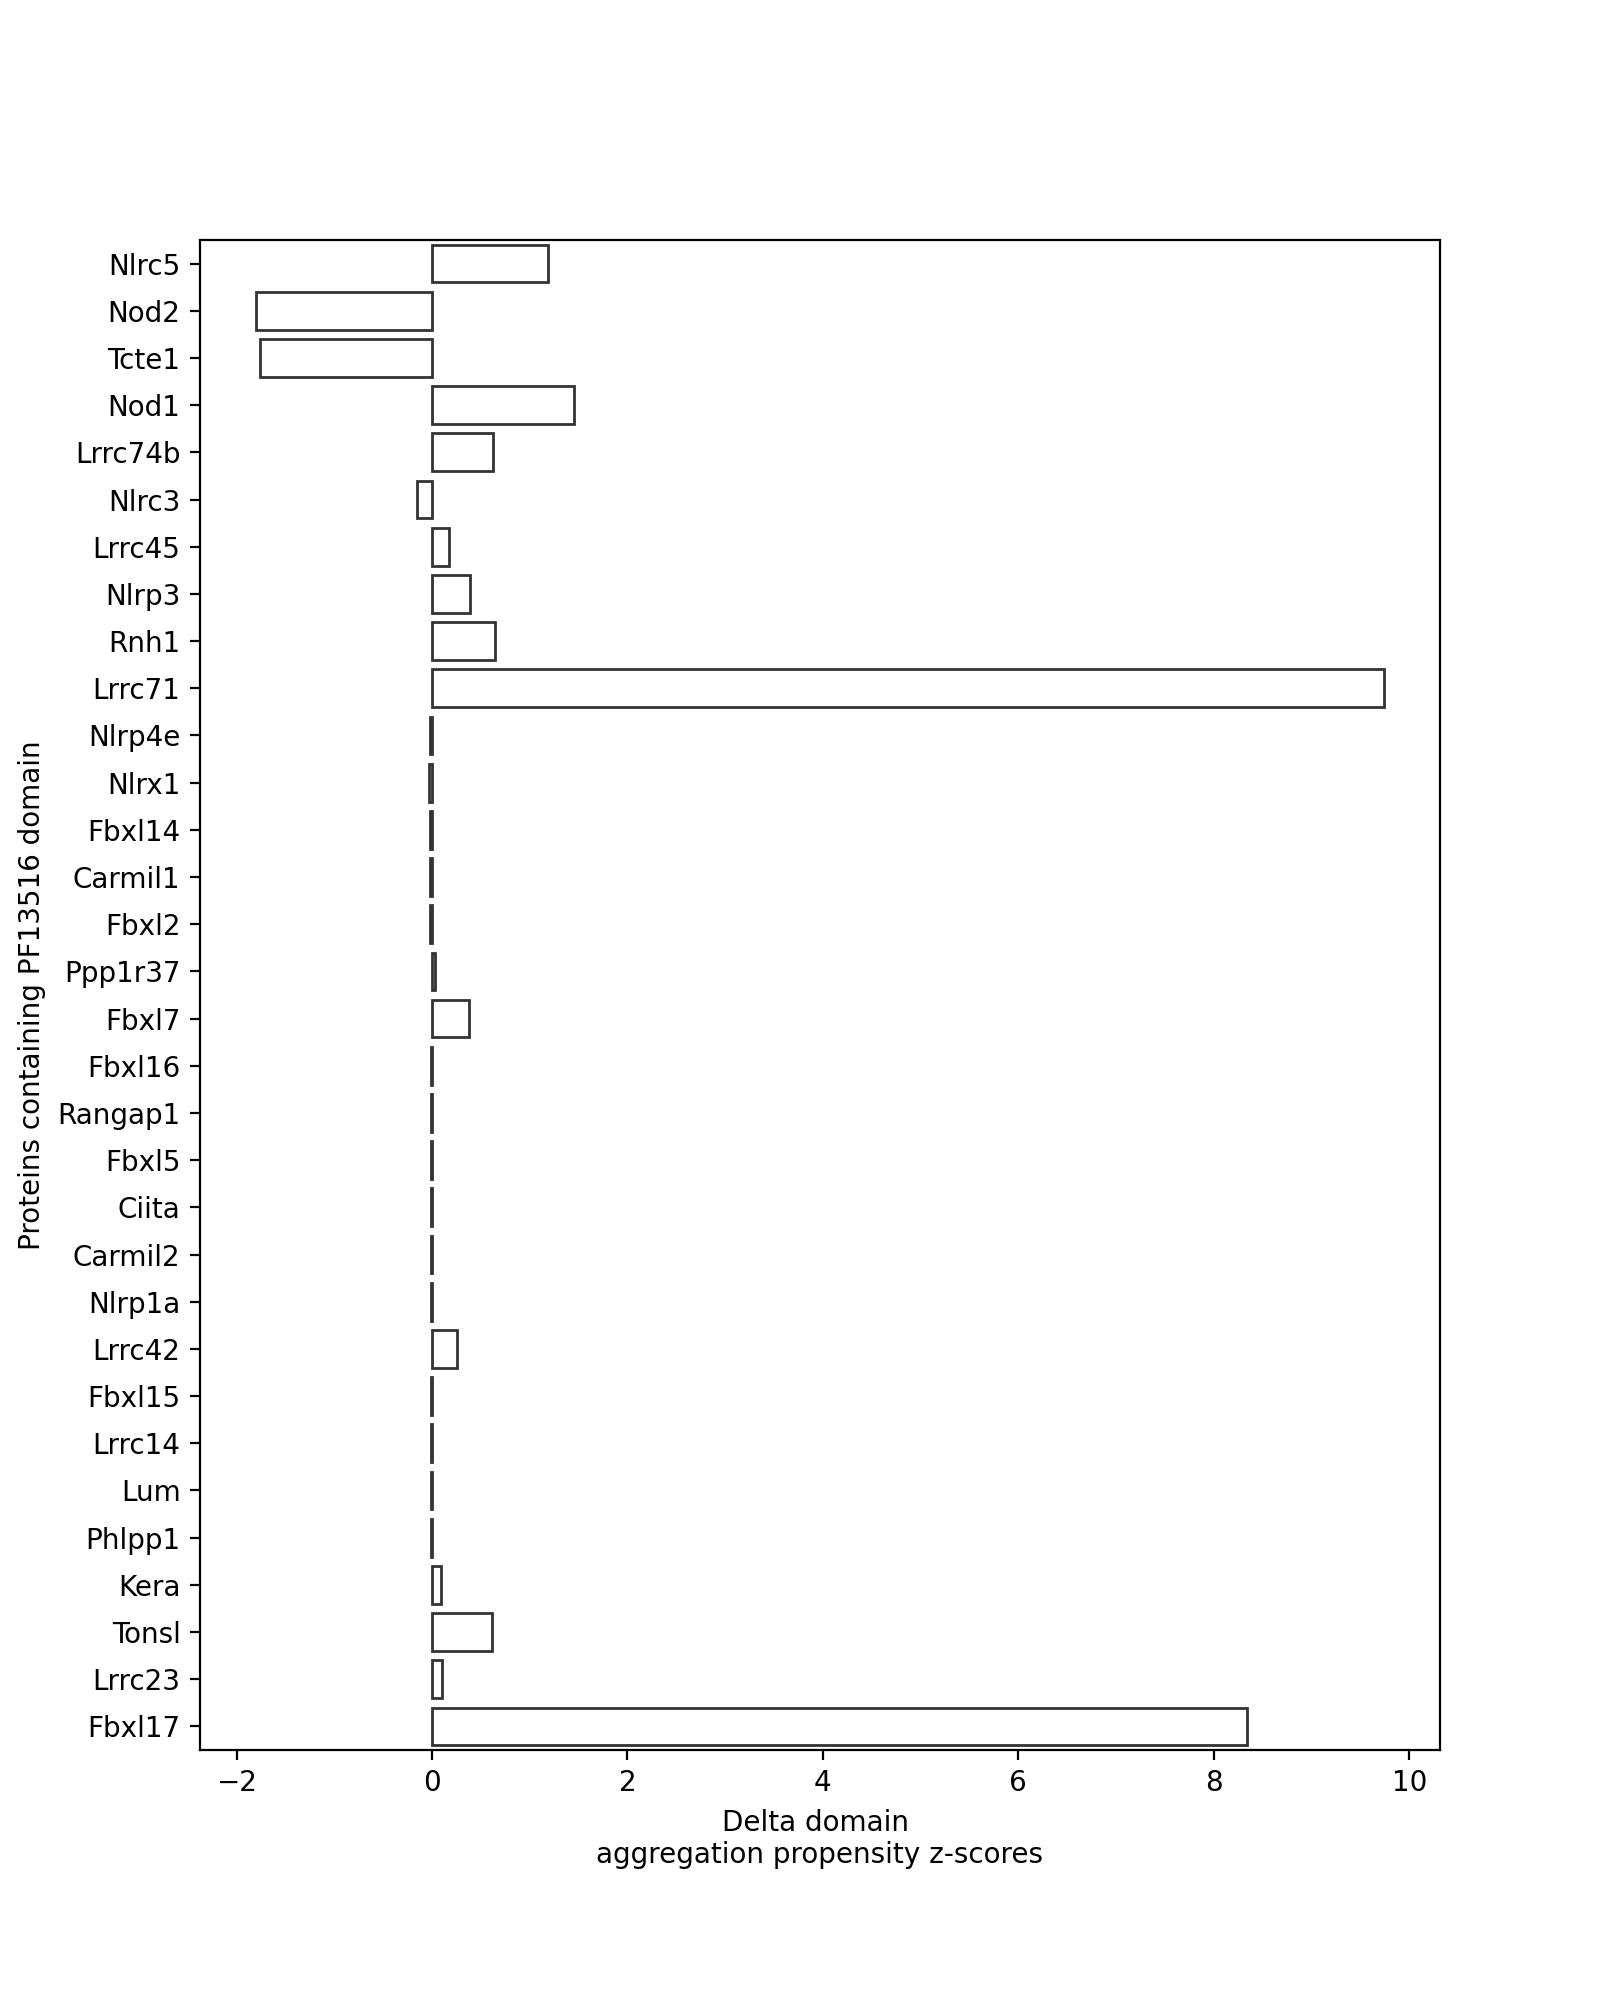 Proteins containing PF13516 domain
Nlrc5
Nod2
Tcte1
Nod1
Lrrc74b
Nlrc3
Lrrc45
Nlrp3
Rnh1
Lrrc71
Nlrp4e
Nlrx1
Fbxl14
Carmil1
Fbxl2
Ppp1r37
Fbxl7
Fbxl16
Rangap1
Fbxl5
Ciita
Carmil2
Nlrp1a
Lrrc42
Fbxl15
Lrrc14
Lum
Phlpp1
Kera
Tonsl
Lrrc23
Fbxl17
−2 0 2 4 6 8 10
Delta domain
aggregation propensity z-scores